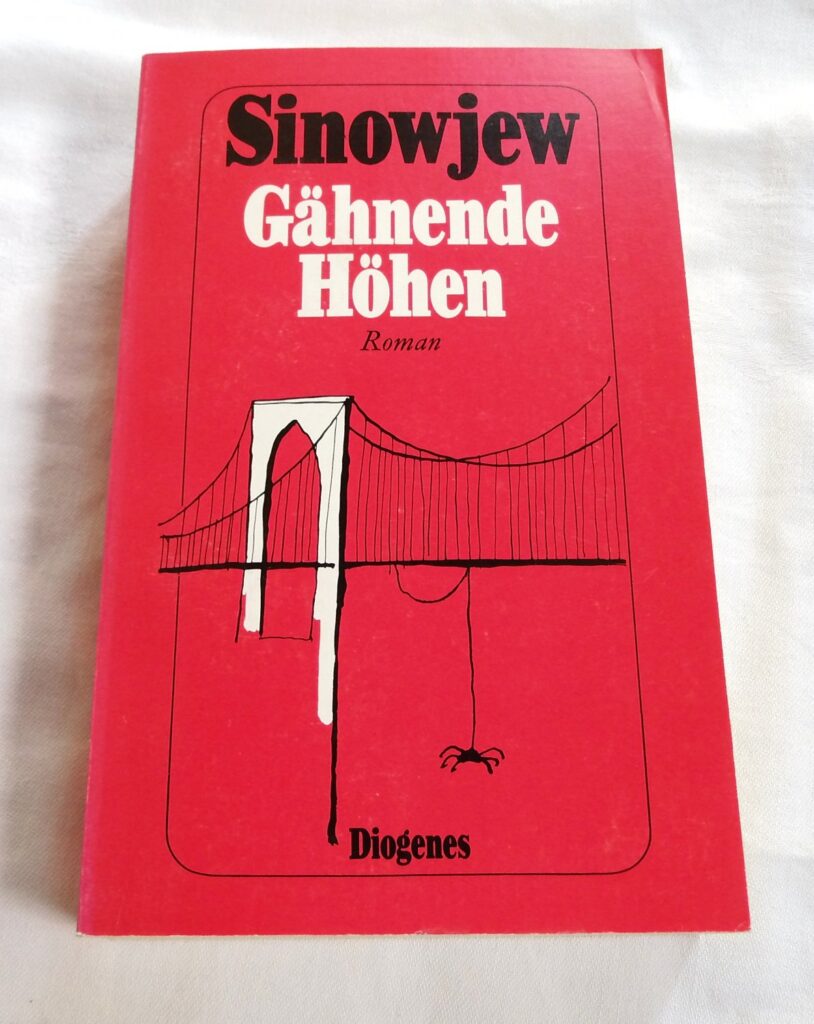 Sinowjew
Gähnende
Höhen
Roman
Diogenes